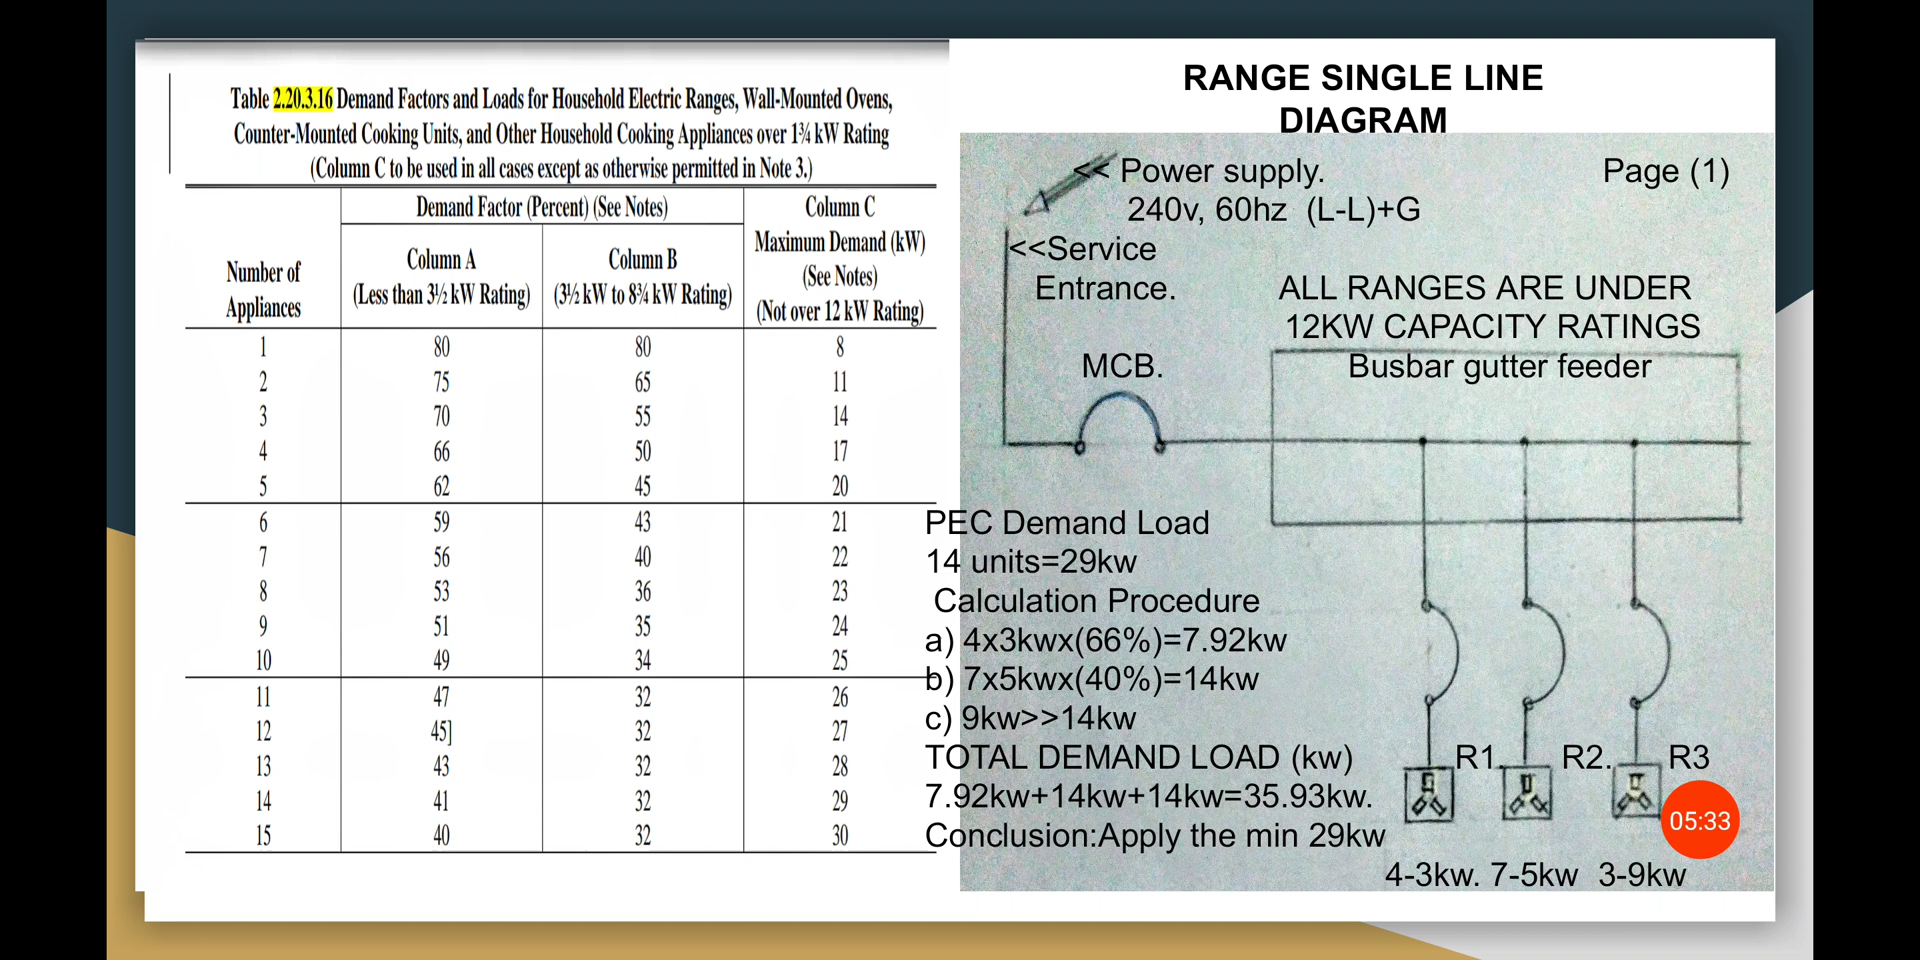 Table 2.20.3.16 Demand Factors and Loads for Household Electric Ranges, Wall-Mounted Ovens,
Counter-Mounted Cooking Units, and Other Household Cooking Appliances over 1¾ kW Rating
(Column C to be used in all cases except as otherwise permitted in Note 3.)
Demand Factor (Percent) (See Notes)
Number of
Appliances
Column A
(Less than 3½ kW Rating)
Column B
(3½ kW to 8¾ kW Rating)
Column C
Maximum Demand (kW)
(See Notes)
(Not over 12 kW Rating)
1 80 80 8
2 75 65 11
3 70 55 14
4 66 50 17
5 62 45 20
6 59 43 21
7 56 40 22
8 53 36 23
9 51 35 24
10 49 34 25
11 47 32 26
12 45] 32 27
13 43 32 28
14 41 32 29
15 40 32 30
RANGE SINGLE LINE
DIAGRAM
<< Power supply.
240v, 60hz (L-L)+G
Page (1)
<<Service
Entrance.
ALL RANGES ARE UNDER
12KW CAPACITY RATINGS
MCB.
Busbar gutter feeder
PEC Demand Load
14 units=29kw
Calculation Procedure
a) 4x3kwx(66%)=7.92kw
b) 7x5kwx(40%)=14kw
c) 9kw>>14kw
TOTAL DEMAND LOAD (kw)
7.92kw+14kw+14kw=35.93kw.
Conclusion:Apply the min 29kw
R1. R2. R3
05:33
4-3kw. 7-5kw 3-9kw